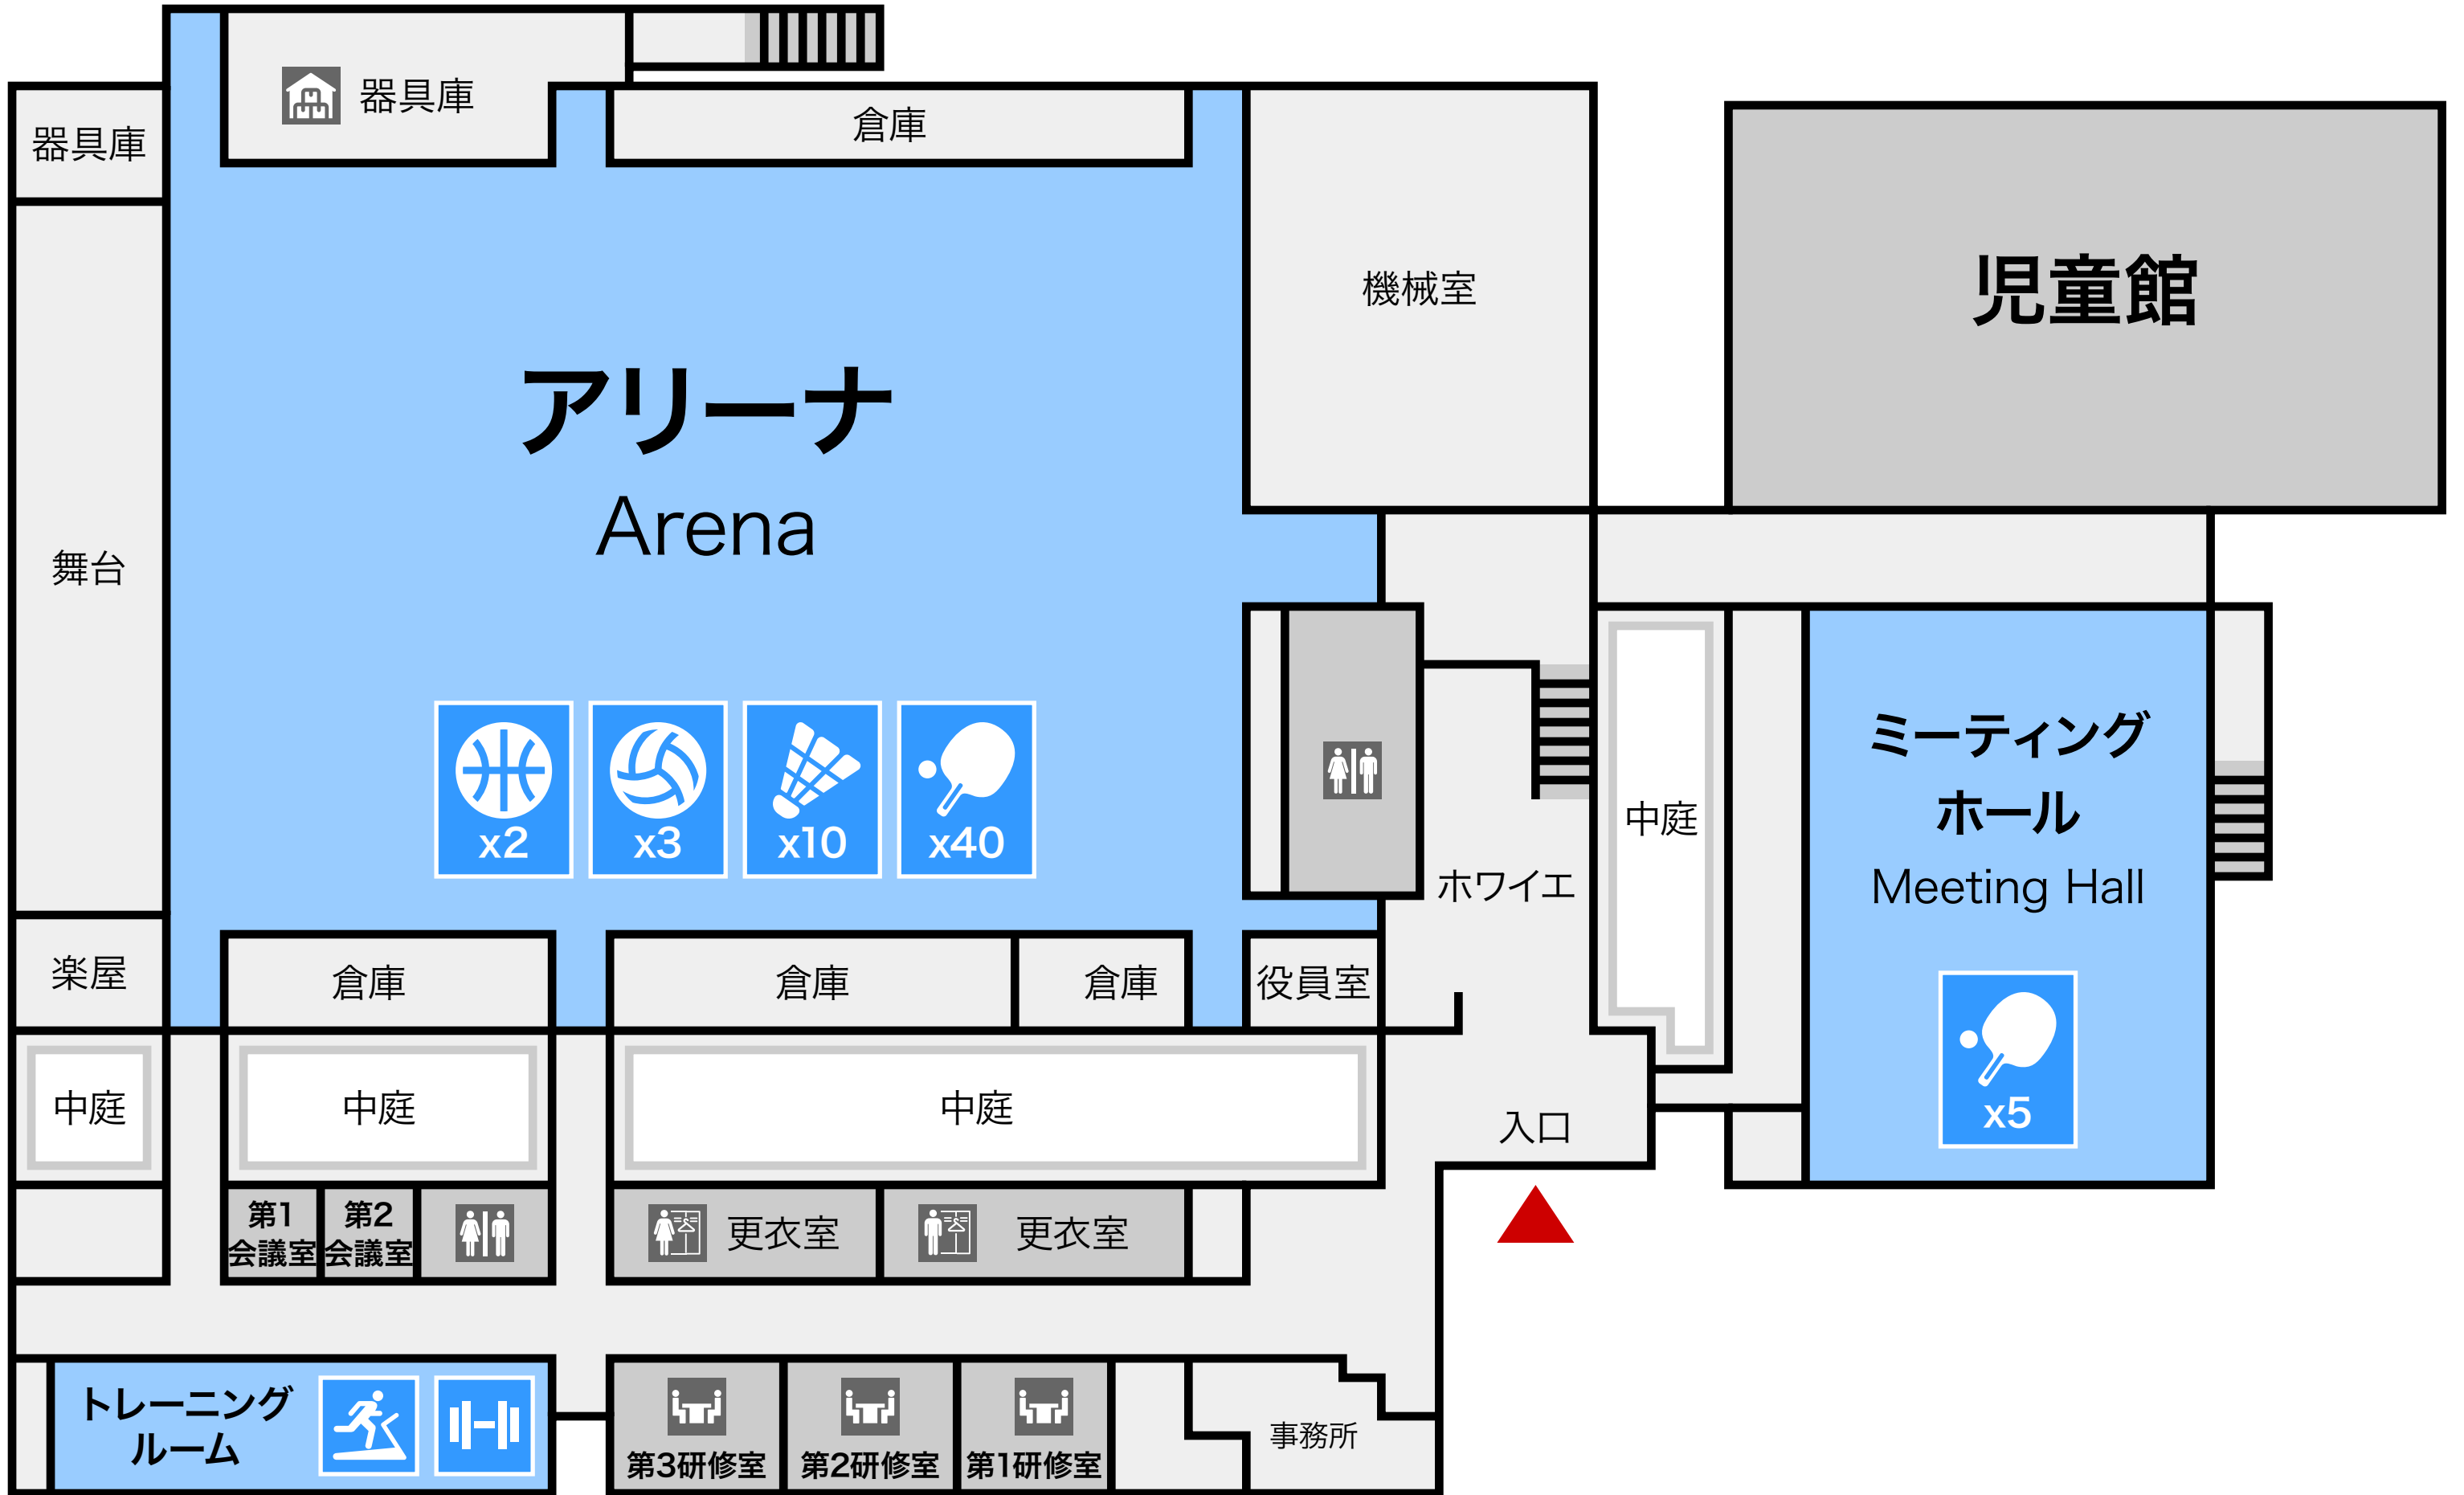 器具庫
器具庫
倉庫
機械室
児童館
アリーナ
Arena
舞台
x2
x3
x10
x40
中庭
ミーティング
ホール
Meeting Hall
ホワイエ
楽屋
倉庫
倉庫
倉庫
役員室
x5
中庭
中庭
中庭
入口
第1
会議室
第2
会議室
更衣室
更衣室
トレーニング
ルーム
第3研修室
第2研修室
第1研修室
事務所